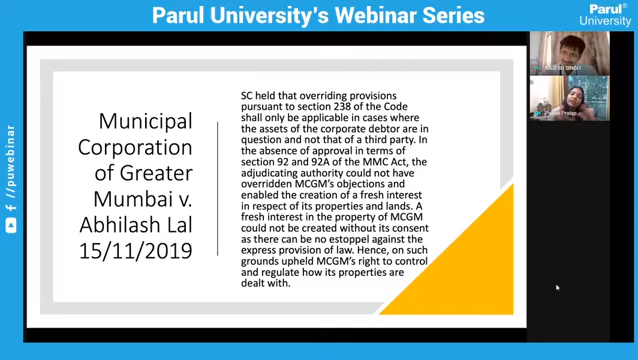 Parul University's Webinar Series
Parul®
University
f //puwebinar
Municipal
Corporation
of Greater
Mumbai v.
Abhilash Lal
15/11/2019
SC held that overriding provisions
pursuant to section 238 of the Code
shall only be applicable in cases where
the assets of the corporate debtor are in
question and not that of a third party. In
the absence of approval in terms of
section 92 and 92A of the MMC Act, the
adjudicating authority could not have
overridden MCGM's objections and
enabled the creation of a fresh interest
in respect of its properties and lands. A
fresh interest in the property of MCGM
could not be created without its consent
as there can be no estoppel against the
express provision of law. Hence, on such
grounds upheld MCGM's right to control
and regulate how its properties are
dealt with.
SINGH
Pratap